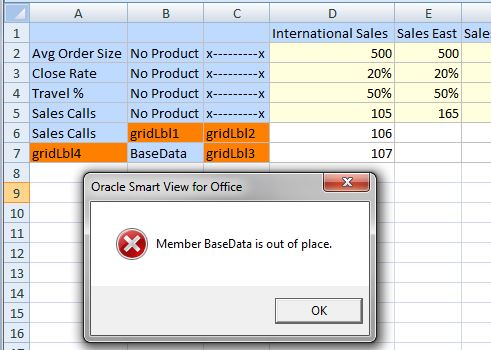 A B C D E
1 International Sales Sales East Sales
2 Avg Order Size No Product x---------x 500 500
3 Close Rate No Product x---------x 20% 20%
4 Travel % No Product x---------x 50% 50%
5 Sales Calls No Product x---------x 105 165
6 Sales Calls gridLbl1 gridLbl2 106
7 gridLbl4 BaseData gridLbl3 107
8
9
10
11
12
13
14
15
16
17
Oracle Smart View for Office
Member BaseData is out of place.
OK